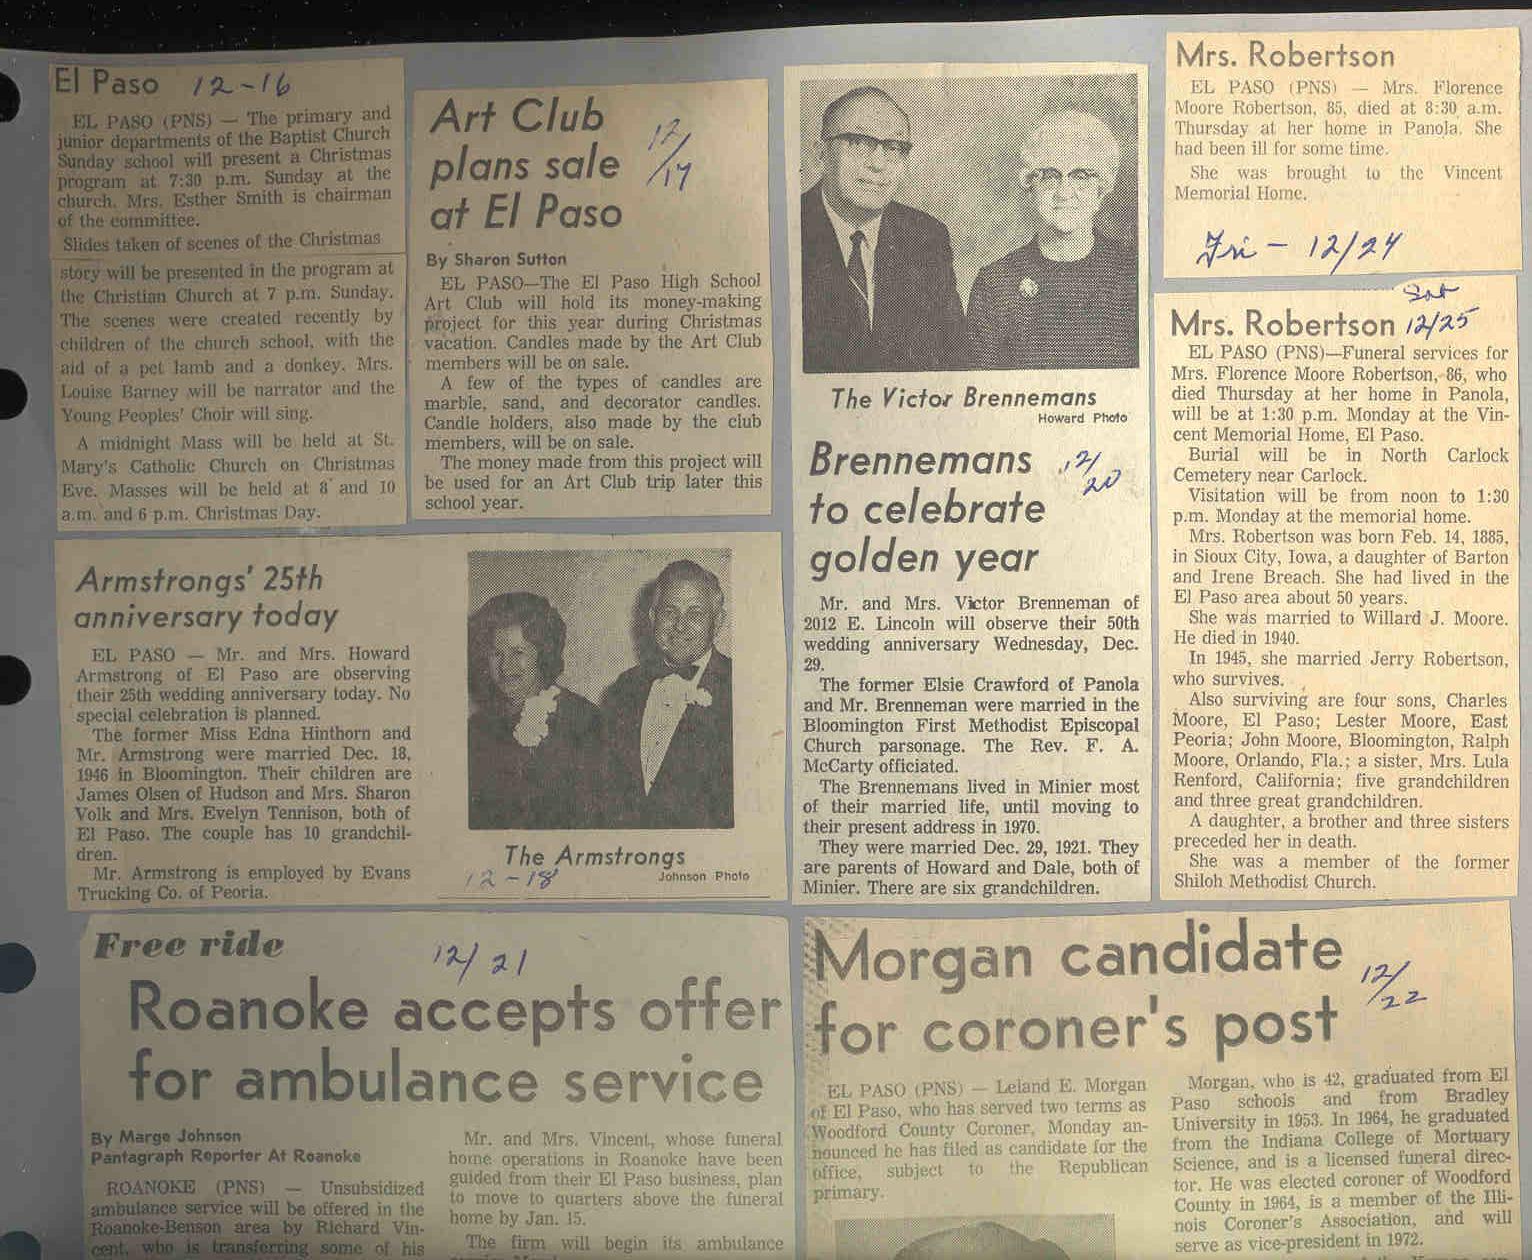 El Paso 12-16
EL PASO (PNS) — The primary and
junior departments of the Baptist Church
Sunday school will present a Christmas
program at 7:30 p.m. Sunday at the
church. Mrs. Esther Smith is chairman
of the committee.
Slides taken of scenes of the Christmas
story will be presented in the program at
the Christian Church at 7 p.m. Sunday.
The scenes were created recently by
children of the church school, with the
aid of a pet lamb and a donkey. Mrs.
Louise Barney will be narrator and the
Young Peoples' Choir will sing.
A midnight Mass will be held at St.
Mary's Catholic Church on Christmas
Eve. Masses will be held at 8 and 10
a.m. and 6 p.m. Christmas Day.
Art Club
plans sale
at El Paso
12/17
By Sharon Sutton
EL PASO—The El Paso High School
Art Club will hold its money-making
project for this year during Christmas
vacation. Candles made by the Art Club
members will be on sale.
A few of the types of candles are
marble, sand, and decorator candles.
Candle holders, also made by the club
members, will be on sale.
The money made from this project will
be used for an Art Club trip later this
school year.
The Victor Brennemans
Howard Photo
Brennemans
to celebrate
golden year
12/20
Mr. and Mrs. Victor Brenneman of
2012 E. Lincoln will observe their 50th
wedding anniversary Wednesday, Dec.
29.
The former Elsie Crawford of Panola
and Mr. Brenneman were married in the
Bloomington First Methodist Episcopal
Church parsonage. The Rev. F. A.
McCarty officiated.
The Brennemans lived in Minier most
of their married life, until moving to
their present address in 1970.
They were married Dec. 29, 1921. They
are parents of Howard and Dale, both of
Minier. There are six grandchildren.
Mrs. Robertson
EL PASO (PNS) — Mrs. Florence
Moore Robertson, 85, died at 8:30 a.m.
Thursday at her home in Panola. She
had been ill for some time.
She was brought to the Vincent
Memorial Home.
Fri - 12/24
Sat
Mrs. Robertson 12/25
EL PASO (PNS)—Funeral services for
Mrs. Florence Moore Robertson, 86, who
died Thursday at her home in Panola,
will be at 1:30 p.m. Monday at the Vin-
cent Memorial Home, El Paso.
Burial will be in North Carlock
Cemetery near Carlock.
Visitation will be from noon to 1:30
p.m. Monday at the memorial home.
Mrs. Robertson was born Feb. 14, 1885,
in Sioux City, Iowa, a daughter of Barton
and Irene Breach. She had lived in the
El Paso area about 50 years.
She was married to Willard J. Moore.
He died in 1940.
In 1945, she married Jerry Robertson,
who survives.
Also surviving are four sons, Charles
Moore, El Paso; Lester Moore, East
Peoria; John Moore, Bloomington, Ralph
Moore, Orlando, Fla.; a sister, Mrs. Lula
Renford, California; five grandchildren
and three great grandchildren.
A daughter, a brother and three sisters
preceded her in death.
She was a member of the former
Shiloh Methodist Church.
Armstrongs' 25th
anniversary today
EL PASO — Mr. and Mrs. Howard
Armstrong of El Paso are observing
their 25th wedding anniversary today. No
special celebration is planned.
The former Miss Edna Hinthorn and
Mr. Armstrong were married Dec. 18,
1946 in Bloomington. Their children are
James Olsen of Hudson and Mrs. Sharon
Volk and Mrs. Evelyn Tennison, both of
El Paso. The couple has 10 grandchil-
dren.
Mr. Armstrong is employed by Evans
Trucking Co. of Peoria.
The Armstrongs
12-18 Johnson Photo
Free ride
12/21
Roanoke accepts offer
for ambulance service
By Marge Johnson
Pantagraph Reporter At Roanoke
ROANOKE (PNS) — Unsubsidized
ambulance service will be offered in the
Roanoke-Benson area by Richard Vin-
cent, who is transferring some of his
Mr. and Mrs. Vincent, whose funeral
home operations in Roanoke have been
guided from their El Paso business, plan
to move to quarters above the funeral
home by Jan. 15.
The firm will begin its ambulance
Morgan candidate
for coroner's post
12/22
EL PASO (PNS) — Leland E. Morgan
of El Paso, who has served two terms as
Woodford County Coroner, Monday an-
nounced he has filed as candidate for the
office, subject to the Republican
primary.
Morgan, who is 42, graduated from El
Paso schools and from Bradley
University in 1953. In 1964, he graduated
from the Indiana College of Mortuary
Science, and is a licensed funeral direc-
tor. He was elected coroner of Woodford
County in 1964, is a member of the Illi-
nois Coroner's Association, and will
serve as vice-president in 1972.